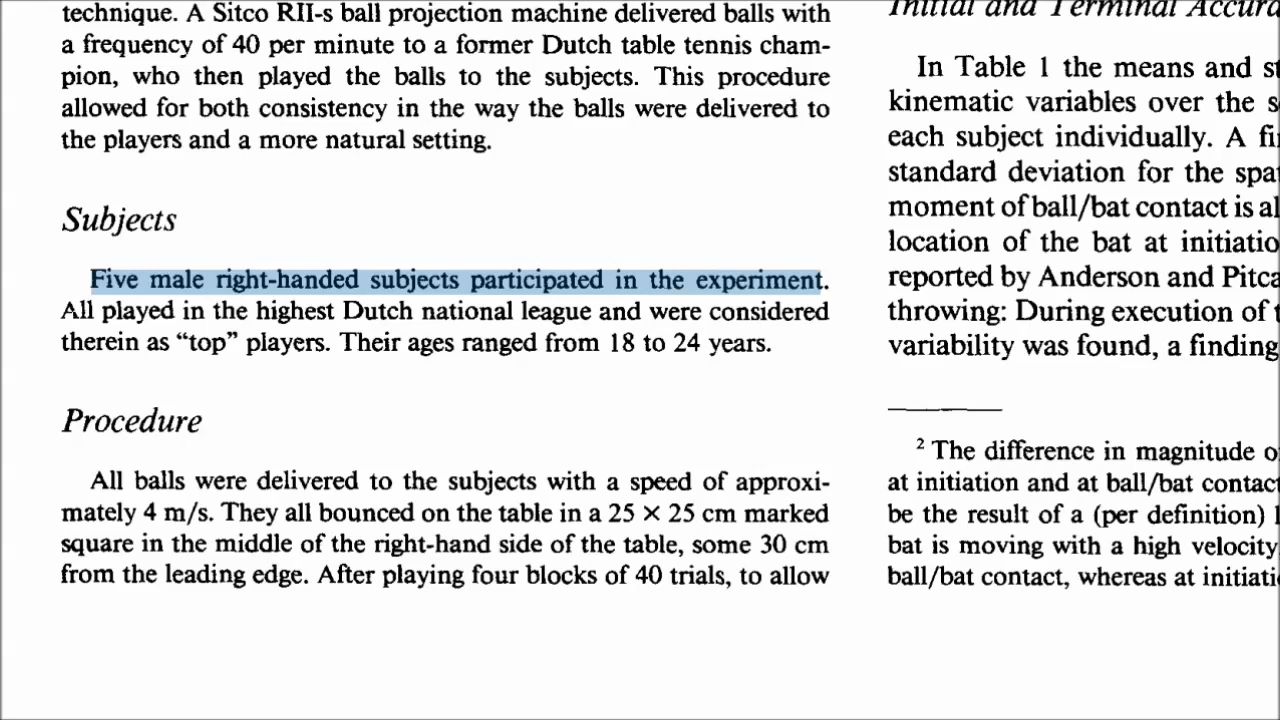 technique. A Sitco RII-s ball projection machine delivered balls with
a frequency of 40 per minute to a former Dutch table tennis cham-
pion, who then played the balls to the subjects. This procedure
allowed for both consistency in the way the balls were delivered to
the players and a more natural setting.
Subjects
Five male right-handed subjects participated in the experiment.
All played in the highest Dutch national league and were considered
therein as “top” players. Their ages ranged from 18 to 24 years.
Procedure
All balls were delivered to the subjects with a speed of approxi-
mately 4 m/s. They all bounced on the table in a 25 × 25 cm marked
square in the middle of the right-hand side of the table, some 30 cm
from the leading edge. After playing four blocks of 40 trials, to allow
Initial and Terminal
In Table 1 the means and
kinematic variables over the
each subject individually. A
standard deviation for the
moment of ball/bat contact is
location of the bat at
reported by Anderson and
throwing: During execution of
variability was found, a finding
² The difference in magnitude
at initiation and at ball/bat
be the result of a (per definition)
bat is moving with a high velocity
ball/bat contact, whereas at